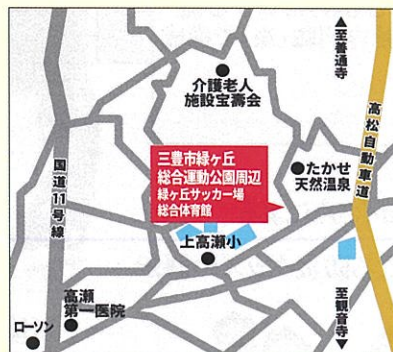 ▲至善通寺
高松自動車道
介護老人
施設宝壽会
三豊市緑ヶ丘
総合運動公園周辺
緑ヶ丘サッカー場
総合体育館
●たかせ
天然温泉
国道11号線
上高瀬小
高瀬
第一医院
ローソン
至観音寺▼